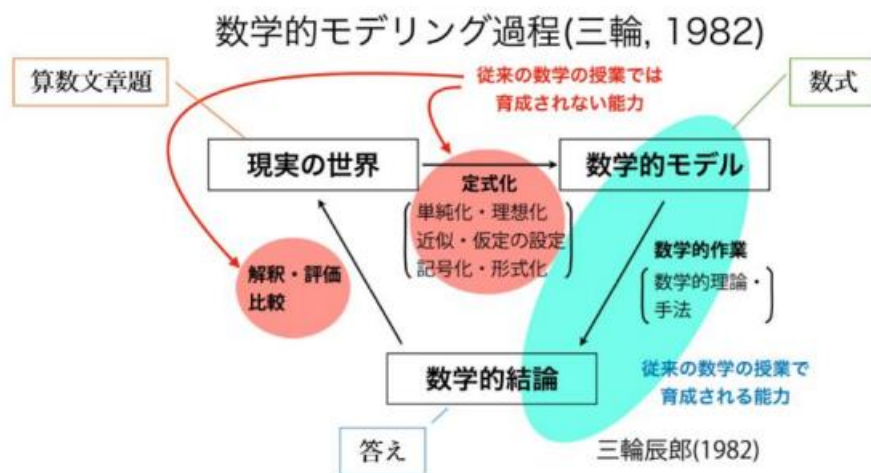 数学的モデリング過程(三輪, 1982)
算数文章題
従来の数学の授業では
育成されない能力
数式
現実の世界
数学的モデル
定式化
単純化・理想化
近似・仮定の設定
記号化・形式化
数学的作業
数学的理論・
手法
解釈・評価
比較
数学的結論
従来の数学の授業で
育成される能力
答え
三輪辰郎(1982)